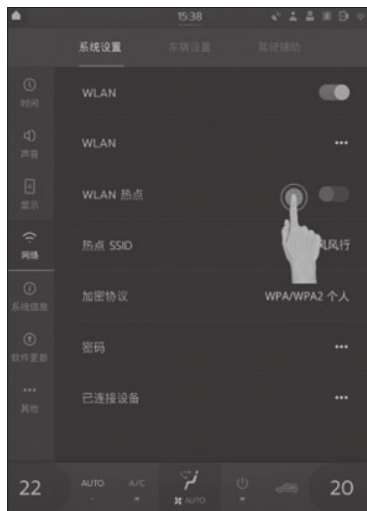 15:38
系统设置 车辆设置 驾驶辅助
时间
声音
显示
网络
系统信息
软件更新
其他
WLAN
WLAN ...
WLAN 热点
热点 SSID 风行
加密协议 WPA/WPA2 个人
密码 ...
已连接设备 ...
22 AUTO A/C AUTO 20